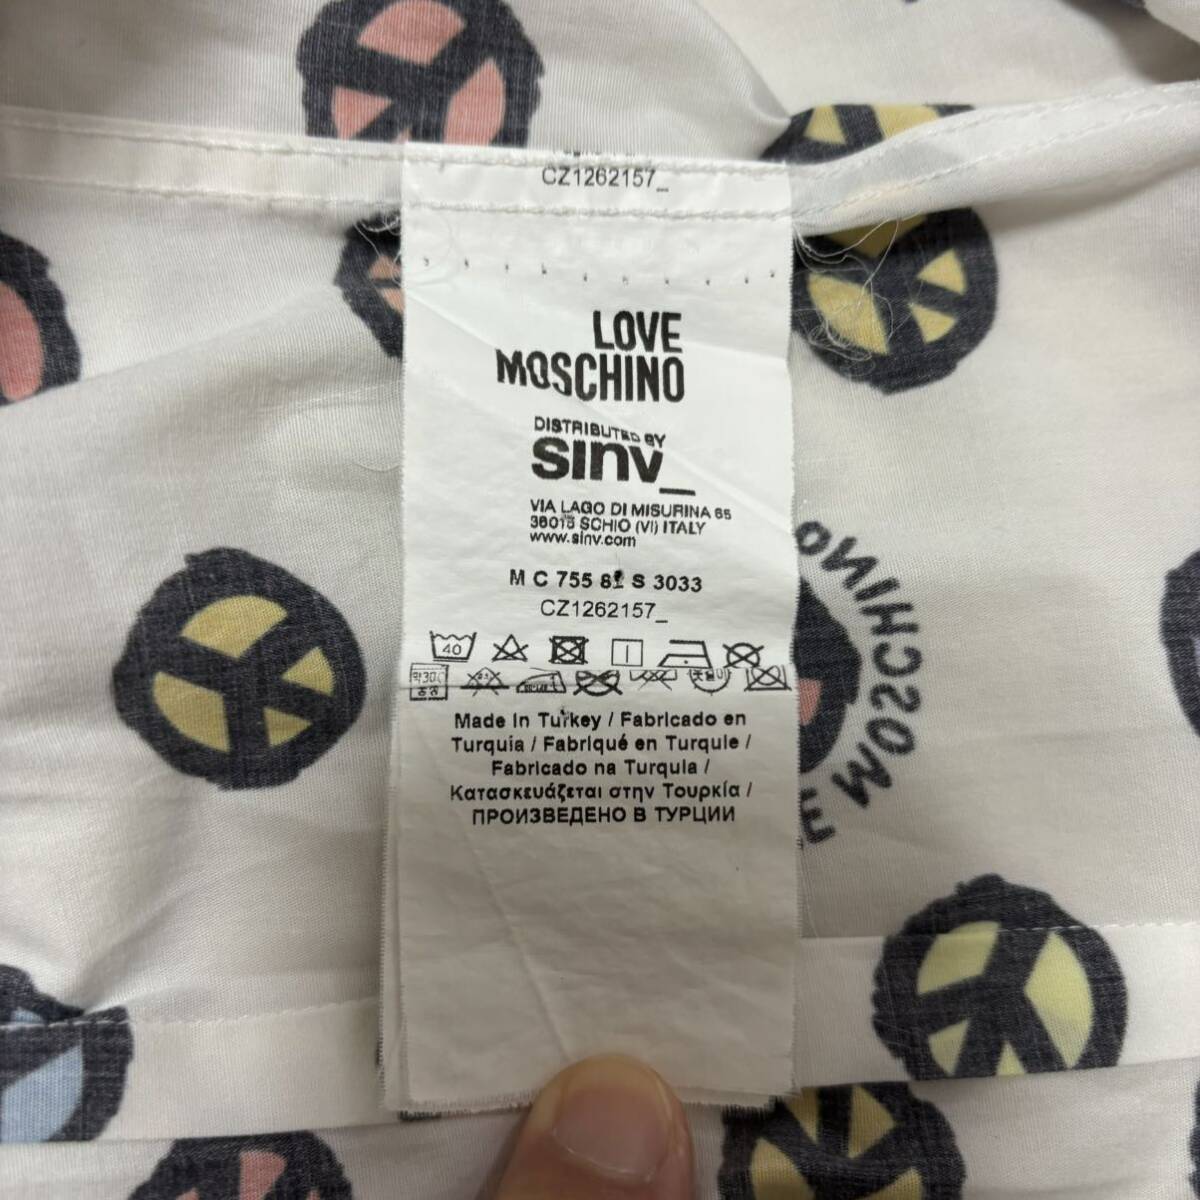 CZ1262157_
LOVE
MOSCHINO
DISTRIBUTED BY
sinv_
VIA LAGO DI MISURINA 65
36015 SCHIO (VI) ITALY
www.sinv.com
M C 755 S 3033
CZ1262157_
40
Made in Turkey / Fabricado en
Turquía / Fabriqué en Turquie /
Fabricado na Turquia /
Κατασκευάζεται στην Τουρκία /
ПРОИЗВЕДЕНО В ТУРЦИИ
MOSCHINO